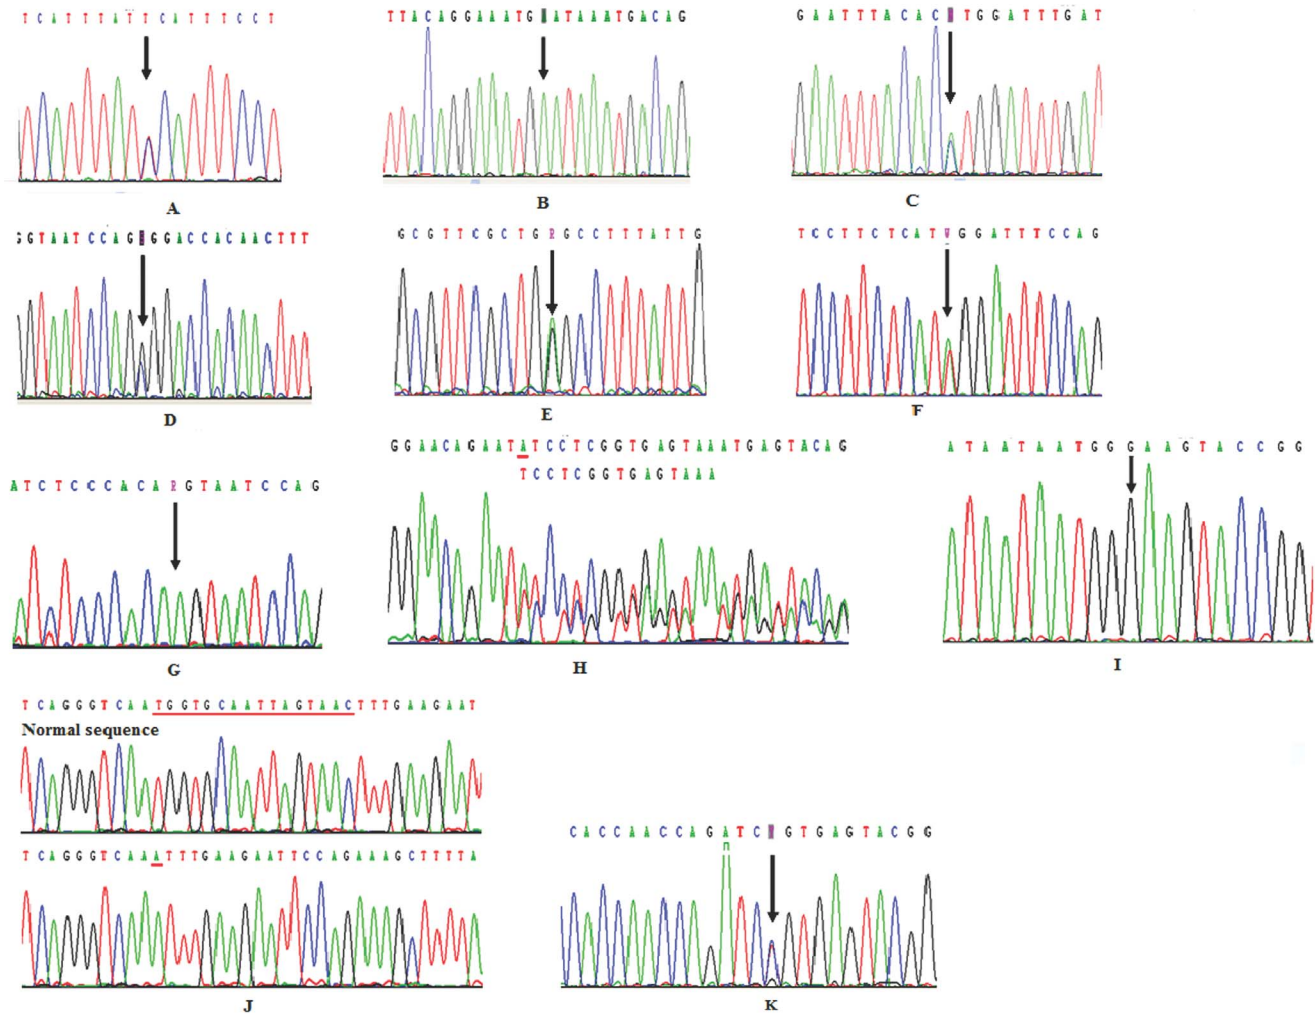 T C A T T T A T T C A T T T C C T
A
T T A C A G G A A A T G A T A A A T G A C A G
B
G A A T T T A C A C T G G A T T T G A T
C
G G T A A T C C A G G G A C C A C A A C T T T
D
G C G T T C G C T G R G C C T T T A T T G
E
T C C T T C T C A T W G G A T T T C C A G
F
A T C T C C C A C A R G T A A T C C A G
G
G G A A C A G A A T A T C C T C G G T G A G T A A A T G A G T A C A G
T C C T C G G T G A G T A A A
H
A T A A T A A T G G G A A G T A C C G G
I
T C A G G G T C A A T G G T G C A A T T A G T A A C T T T G A A G A A T
Normal sequence
T C A G G G T C A A A T T T G A A G A A T T C C A G A A A G C T T T T A
J
C A C C A A C C A G A T C Y G T G A G T A C G G
K